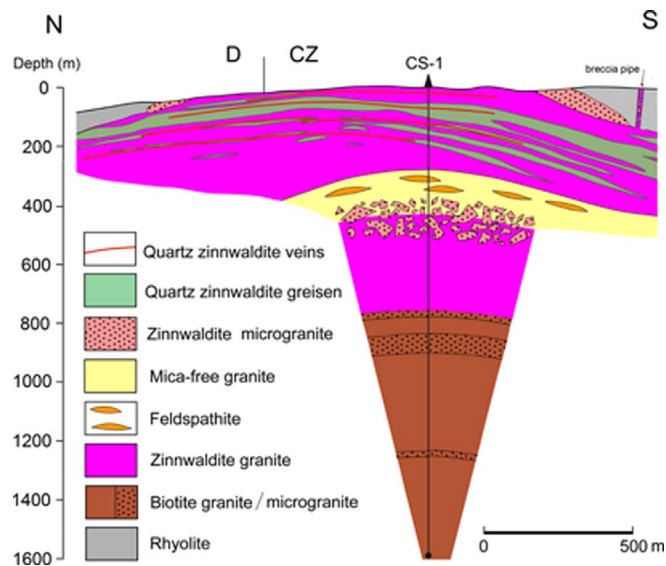 N
S
D
CZ
Depth (m)
CS-1
breccia pipe
0
200
400
600
800
1000
1200
1400
1600
Quartz zinnwaldite veins
Quartz zinnwaldite greisen
Zinnwaldite microgranite
Mica-free granite
Feldspathite
Zinnwaldite granite
Biotite granite / microgranite
Rhyolite
0
500 m